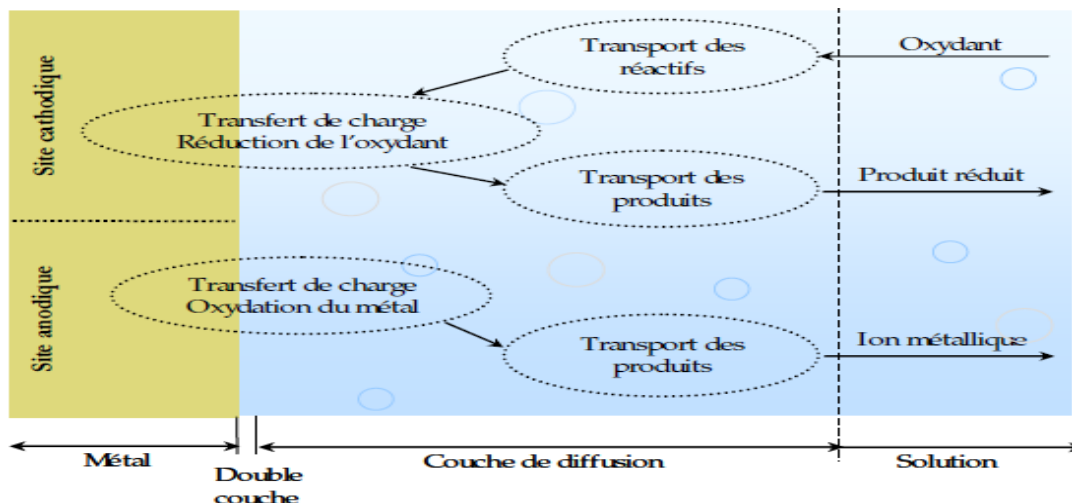 Site cathodique
Site anodique
Transport des
réactifs
Oxydant
Transfert de charge
Réduction de l'oxydant
Transport des
produits
Produit réduit
Transfert de charge
Oxydation du métal
Transport des
produits
Ion métallique
Métal
Double
couche
Couche de diffusion
Solution